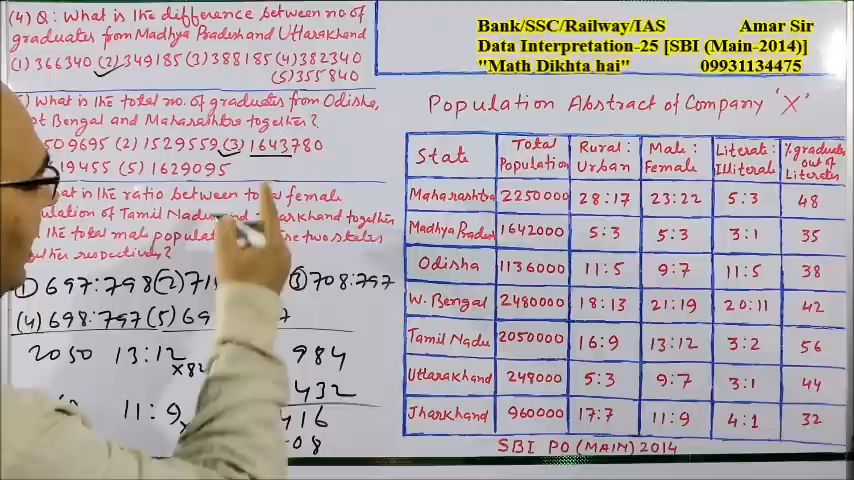 (4) Q: What is the difference between no. of
graduates from Madhya Pradesh and Uttarakhand
(1) 366340 (2) 349185 (3) 388185 (4) 382340
(5) 355840
What is the total no. of graduates from Odisha,
Bengal and Maharashtra together?
509695 (2) 1529559 (3) 1643780
19455 (5) 1629095
is the ratio between total female
of Tamil Nadu and Jharkhand together
the total male two states
respectively?
(1) 697:798 (2) (3) 708:797
(4) 698:797 (5)
2050 13:12 984
x82
432
11:9 416
08
Bank/SSC/Railway/IAS Amar Sir
Data Interpretation-25 [SBI (Main-2014)]
"Math Dikhta hai" 09931134475
Population Abstract of Company 'X'
State Total Population Rural: Urban Male: Female Literate: Illiterat %graduate out of Literates
Maharashtra 2250000 28:17 23:22 5:3 48
Madhya Pradesh 1642000 5:3 5:3 3:1 35
Odisha 1136000 11:5 9:7 11:5 38
W. Bengal 2480000 18:13 21:19 20:11 42
Tamil Nadu 2050000 16:9 13:12 3:2 56
Uttarakhand 248000 5:3 9:7 3:1 44
Jharkhand 960000 17:7 11:9 4:1 32
SBI PO (MAIN) 2014